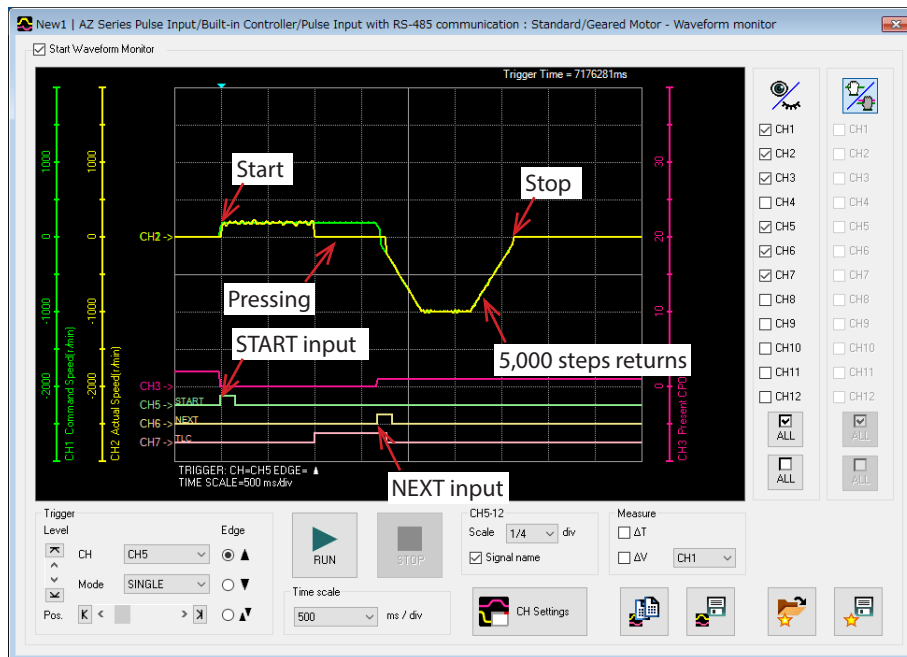 New1 | AZ Series Pulse Input/Built-in Controller/Pulse Input with RS-485 communication : Standard/Geared Motor - Waveform monitor
Start Waveform Monitor
Trigger Time = 7176281ms
1000
0
-1000
-2000
CH1 Command Speed(r/min)
1000
0
-1000
-2000
CH2 Actual Speed(r/min)
30
20
10
0
CH3 Present CPO
Start
Stop
CH2 ->
Pressing
START input
5,000 steps returns
CH3 ->
CH5 -> START
CH6 -> NEXT
CH7 -> TLC
NEXT input
TRIGGER: CH=CH5 EDGE=
TIME SCALE=500 ms/div
CH1
CH2
CH3
CH4
CH5
CH6
CH7
CH8
CH9
CH10
CH11
CH12
ALL
ALL
CH1
CH2
CH3
CH4
CH5
CH6
CH7
CH8
CH9
CH10
CH11
CH12
ALL
ALL
Trigger
Level
Edge
CH CH5
Mode SINGLE
Pos.
RUN
STOP
Time scale
500 ms / div
CH5-12
Scale 1/4 div
Signal name
CH Settings
Measure
ΔT
ΔV CH1